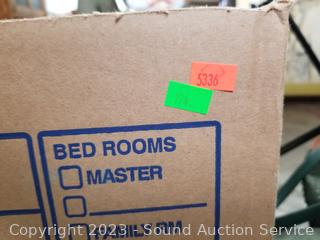 5336
BED ROOMS
MASTER
Copyright 2023 - Sound Auction Service